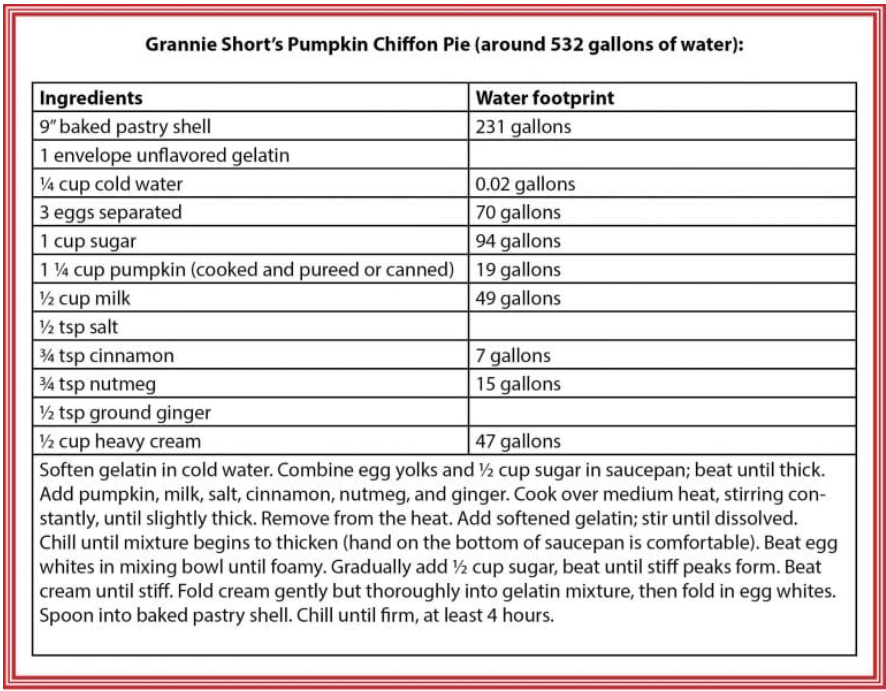 Grannie Short’s Pumpkin Chiffon Pie (around 532 gallons of water):
Ingredients Water footprint
9” baked pastry shell 231 gallons
1 envelope unflavored gelatin
¼ cup cold water 0.02 gallons
3 eggs separated 70 gallons
1 cup sugar 94 gallons
1 ¼ cup pumpkin (cooked and pureed or canned) 19 gallons
½ cup milk 49 gallons
½ tsp salt
¾ tsp cinnamon 7 gallons
¾ tsp nutmeg 15 gallons
½ tsp ground ginger
½ cup heavy cream 47 gallons
Soften gelatin in cold water. Combine egg yolks and ½ cup sugar in saucepan; beat until thick.
Add pumpkin, milk, salt, cinnamon, nutmeg, and ginger. Cook over medium heat, stirring con-
stantly, until slightly thick. Remove from the heat. Add softened gelatin; stir until dissolved.
Chill until mixture begins to thicken (hand on the bottom of saucepan is comfortable). Beat egg
whites in mixing bowl until foamy. Gradually add ½ cup sugar, beat until stiff peaks form. Beat
cream until stiff. Fold cream gently but thoroughly into gelatin mixture, then fold in egg whites.
Spoon into baked pastry shell. Chill until firm, at least 4 hours.